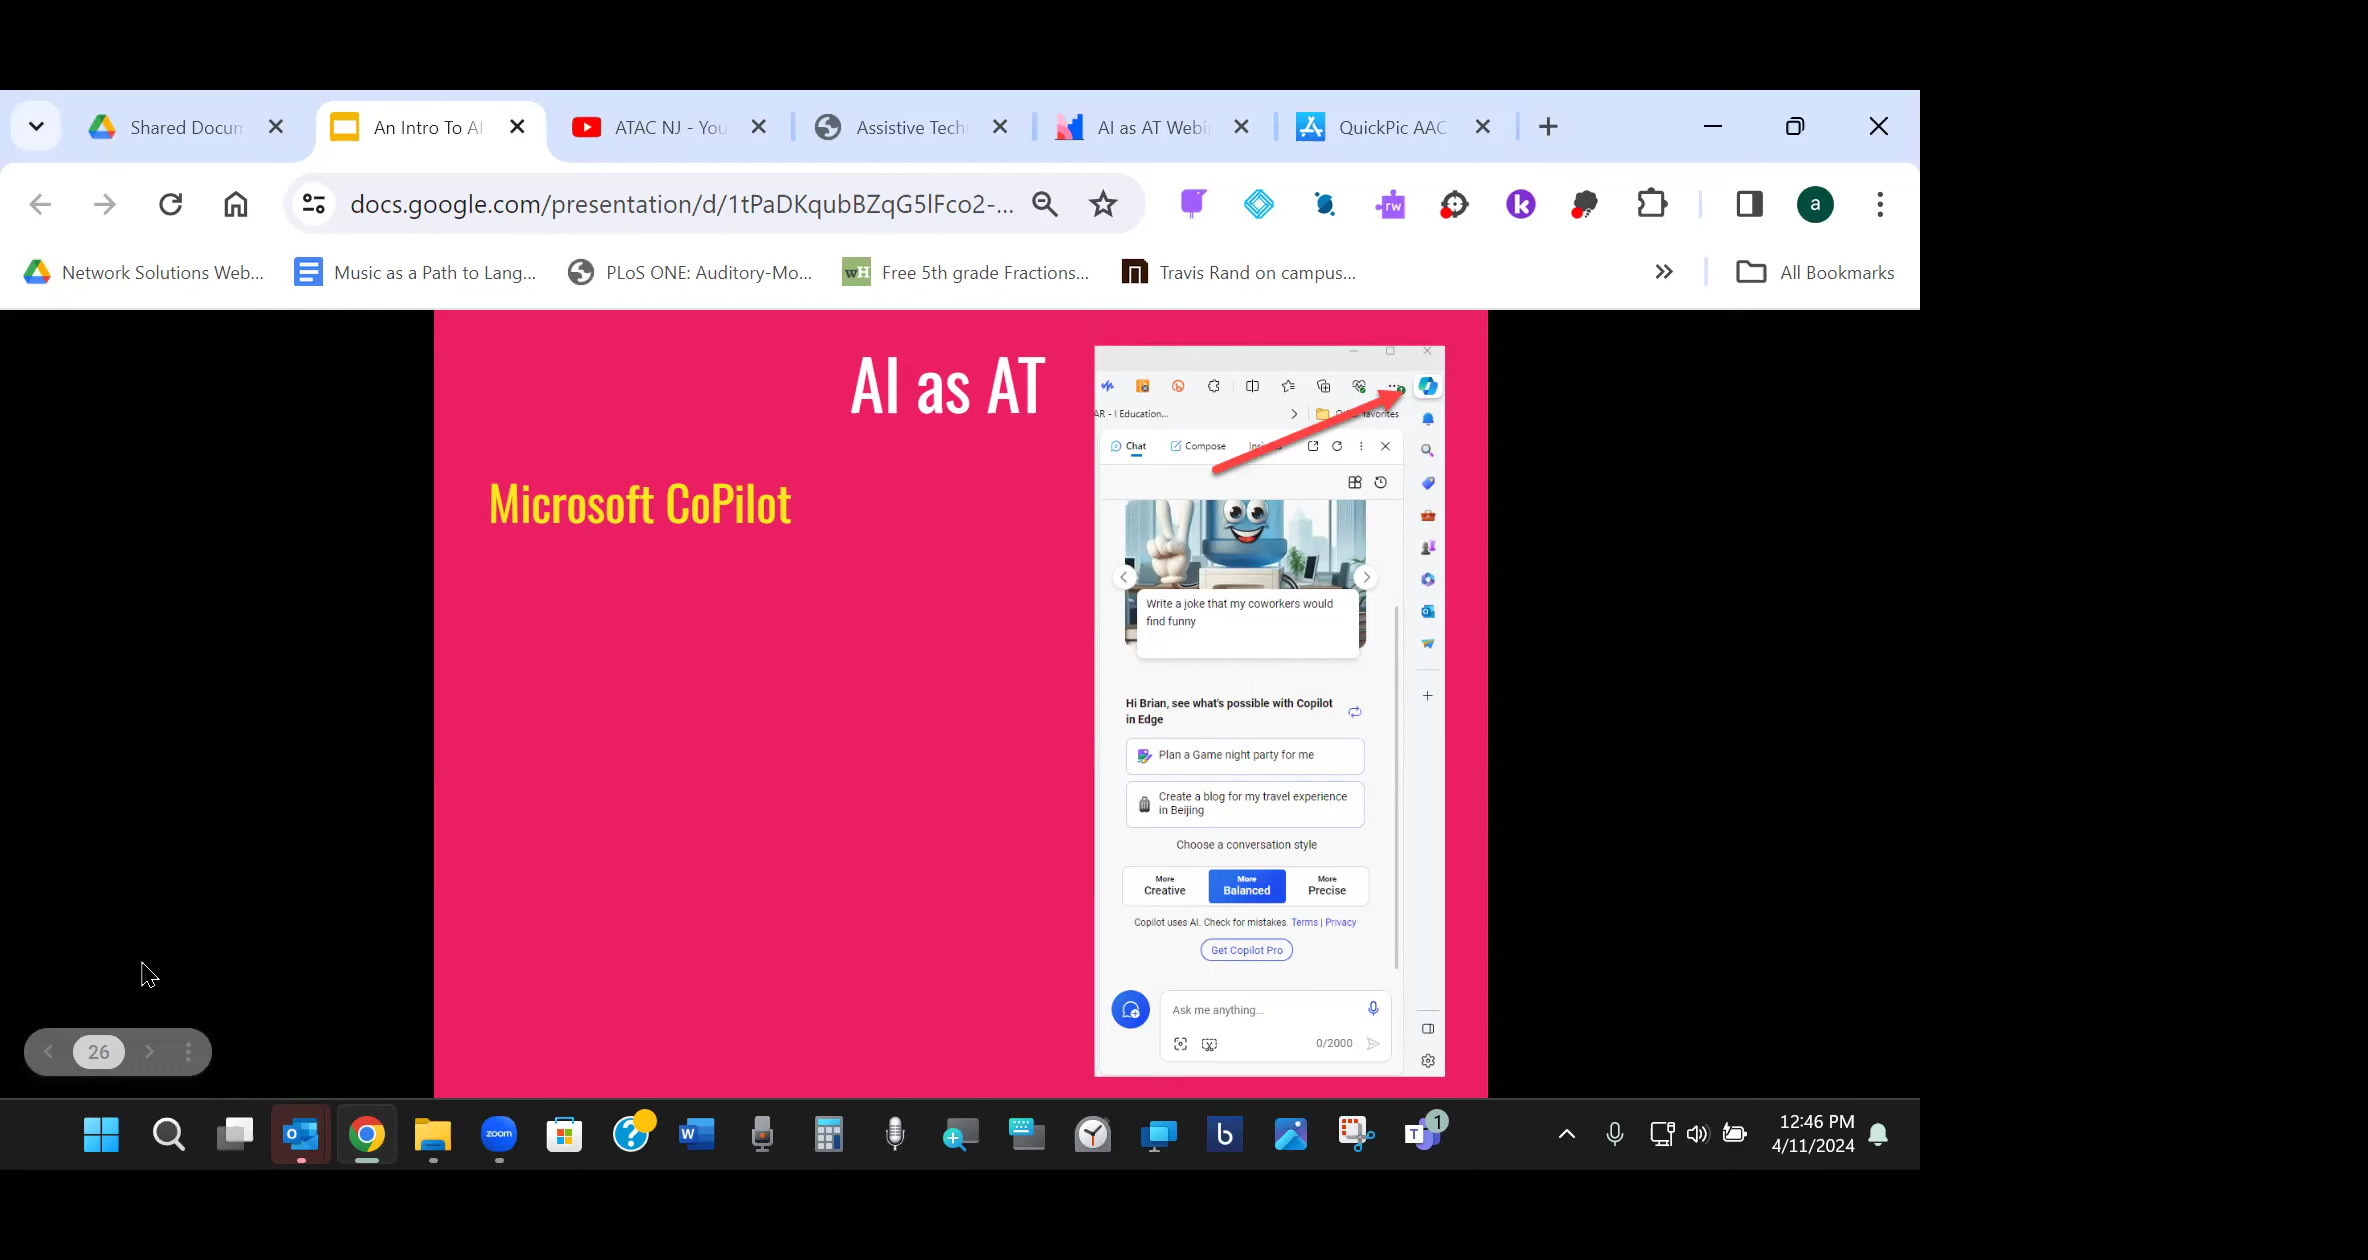 Shared Docum
An Intro To AI
ATAC NJ - You
Assistive Tech
AI as AT Webi
QuickPic AAC
docs.google.com/presentation/d/1tPaDKqubBZqG5lFco2-...
rw
k
a
Network Solutions Web...
Music as a Path to Lang...
PLoS ONE: Auditory-Mo...
wH
Free 5th grade Fractions...
Travis Rand on campus...
All Bookmarks
AI as AT
Microsoft CoPilot
AR - I Education...
favorites
Chat
Compose
Write a joke that my coworkers would
find funny
Hi Brian, see what's possible with Copilot
in Edge
Plan a Game night party for me
Create a blog for my travel experience
in Beijing
Choose a conversation style
More
Creative
More
Balanced
More
Precise
Copilot uses AI. Check for mistakes. Terms | Privacy
Get Copilot Pro
Ask me anything...
0/2000
26
zoom
1
12:46 PM
4/11/2024